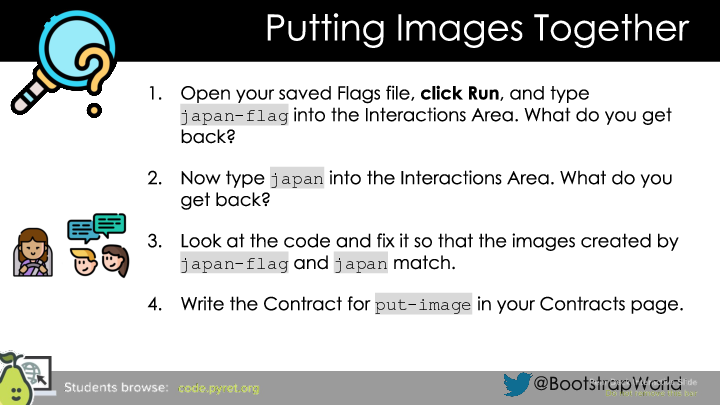 Putting Images Together
1. Open your saved Flags file, click Run, and type
japan-flag into the Interactions Area. What do you get
back?
2. Now type japan into the Interactions Area. What do you
get back?
3. Look at the code and fix it so that the images created by
japan-flag and japan match.
4. Write the Contract for put-image in your Contracts page.
Students browse: code.pyret.org
@BootstrapWorld